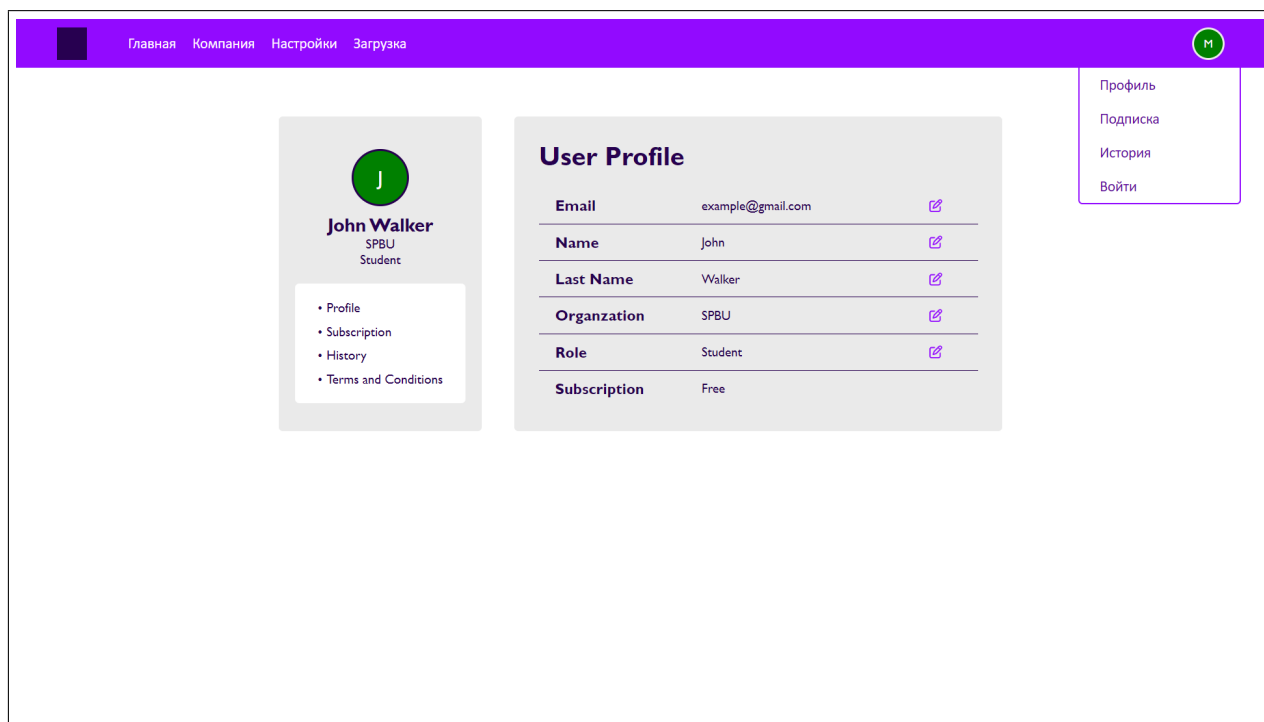 Главная Компания Настройки Загрузка M
Профиль
Подписка
История
Войти
J
John Walker
SPBU
Student
• Profile
• Subscription
• History
• Terms and Conditions
User Profile
Email example@gmail.com
Name John
Last Name Walker
Organzation SPBU
Role Student
Subscription Free